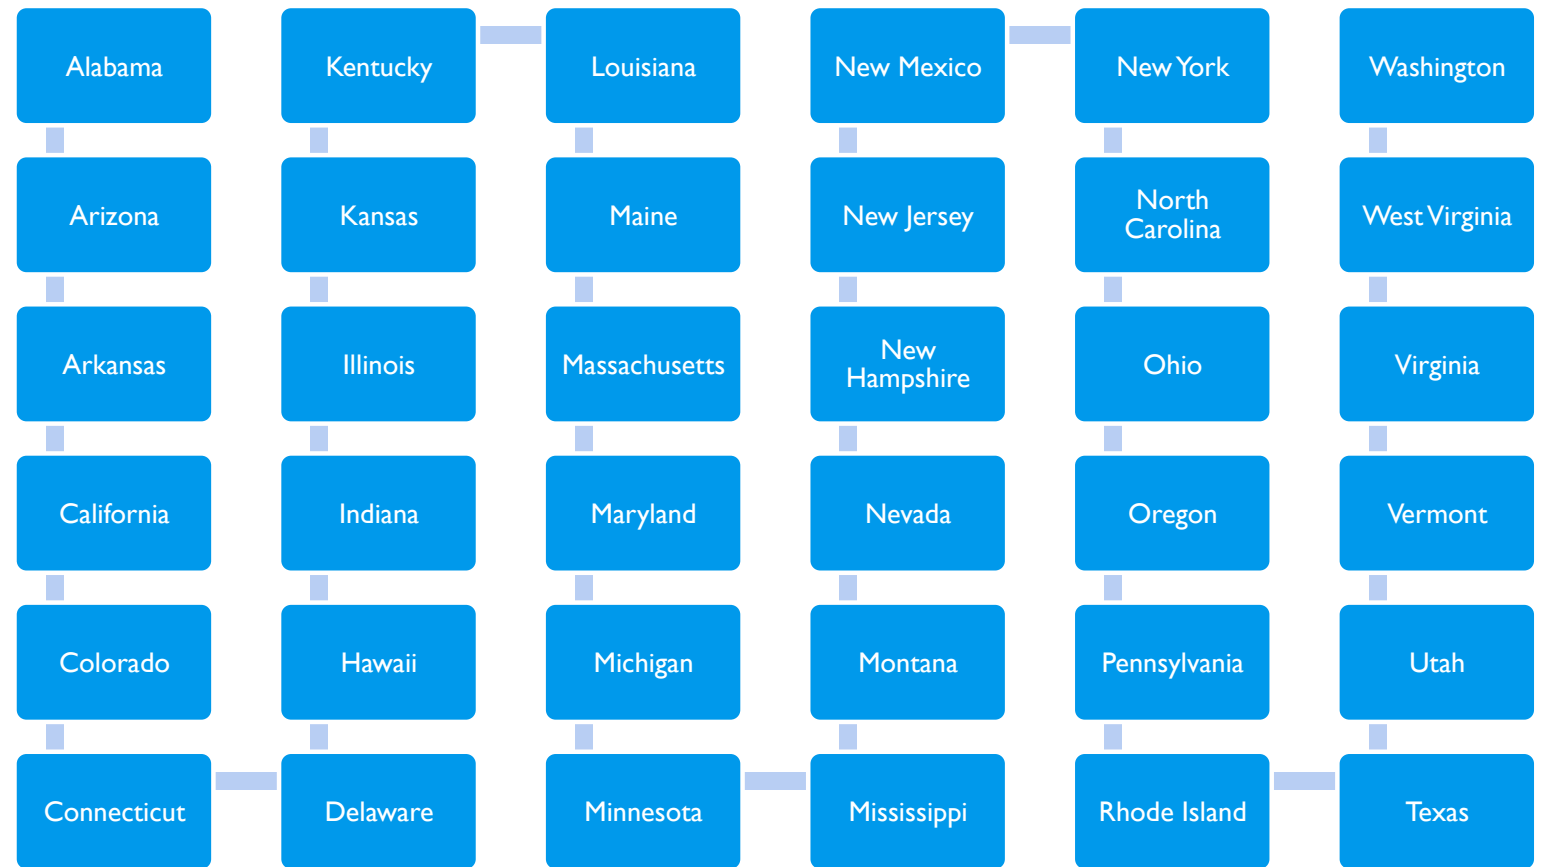 Alabama
Arizona
Arkansas
California
Colorado
Connecticut
Delaware
Hawaii
Indiana
Illinois
Kansas
Kentucky
Louisiana
Maine
Massachusetts
Maryland
Michigan
Minnesota
Mississippi
Montana
Nevada
New
Hampshire
New Jersey
New Mexico
New York
North
Carolina
Ohio
Oregon
Pennsylvania
Rhode Island
Texas
Utah
Vermont
Virginia
West Virginia
Washington